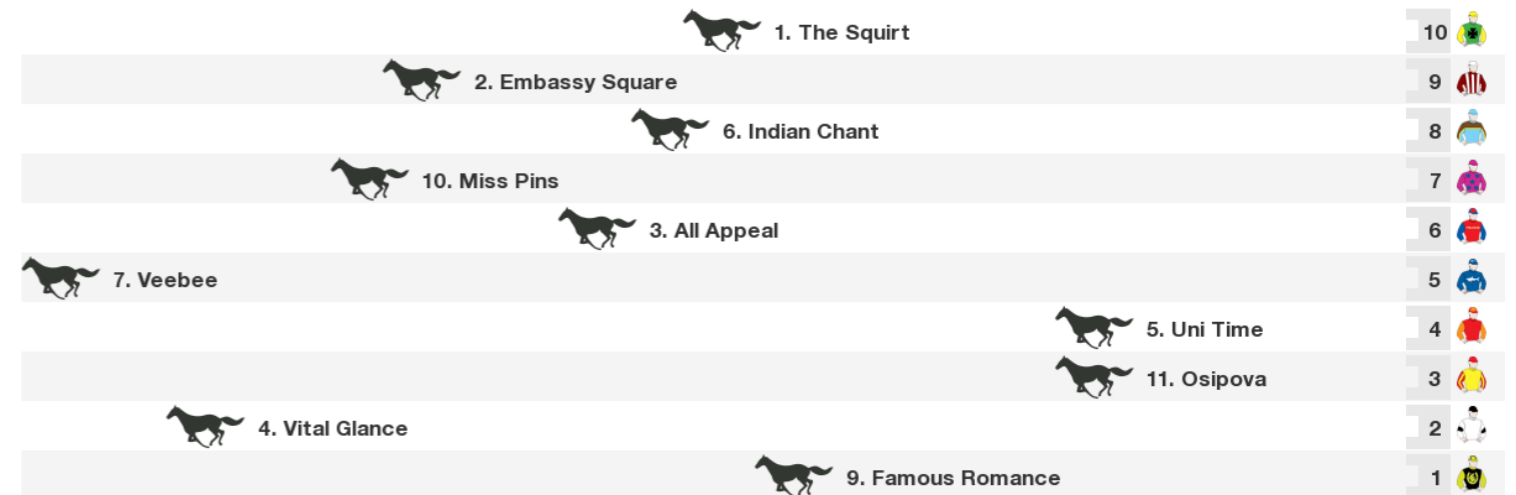 1. The Squirt 10
2. Embassy Square 9
6. Indian Chant 8
10. Miss Pins 7
3. All Appeal 6
7. Veebee 5
5. Uni Time 4
11. Osipova 3
4. Vital Glance 2
9. Famous Romance 1